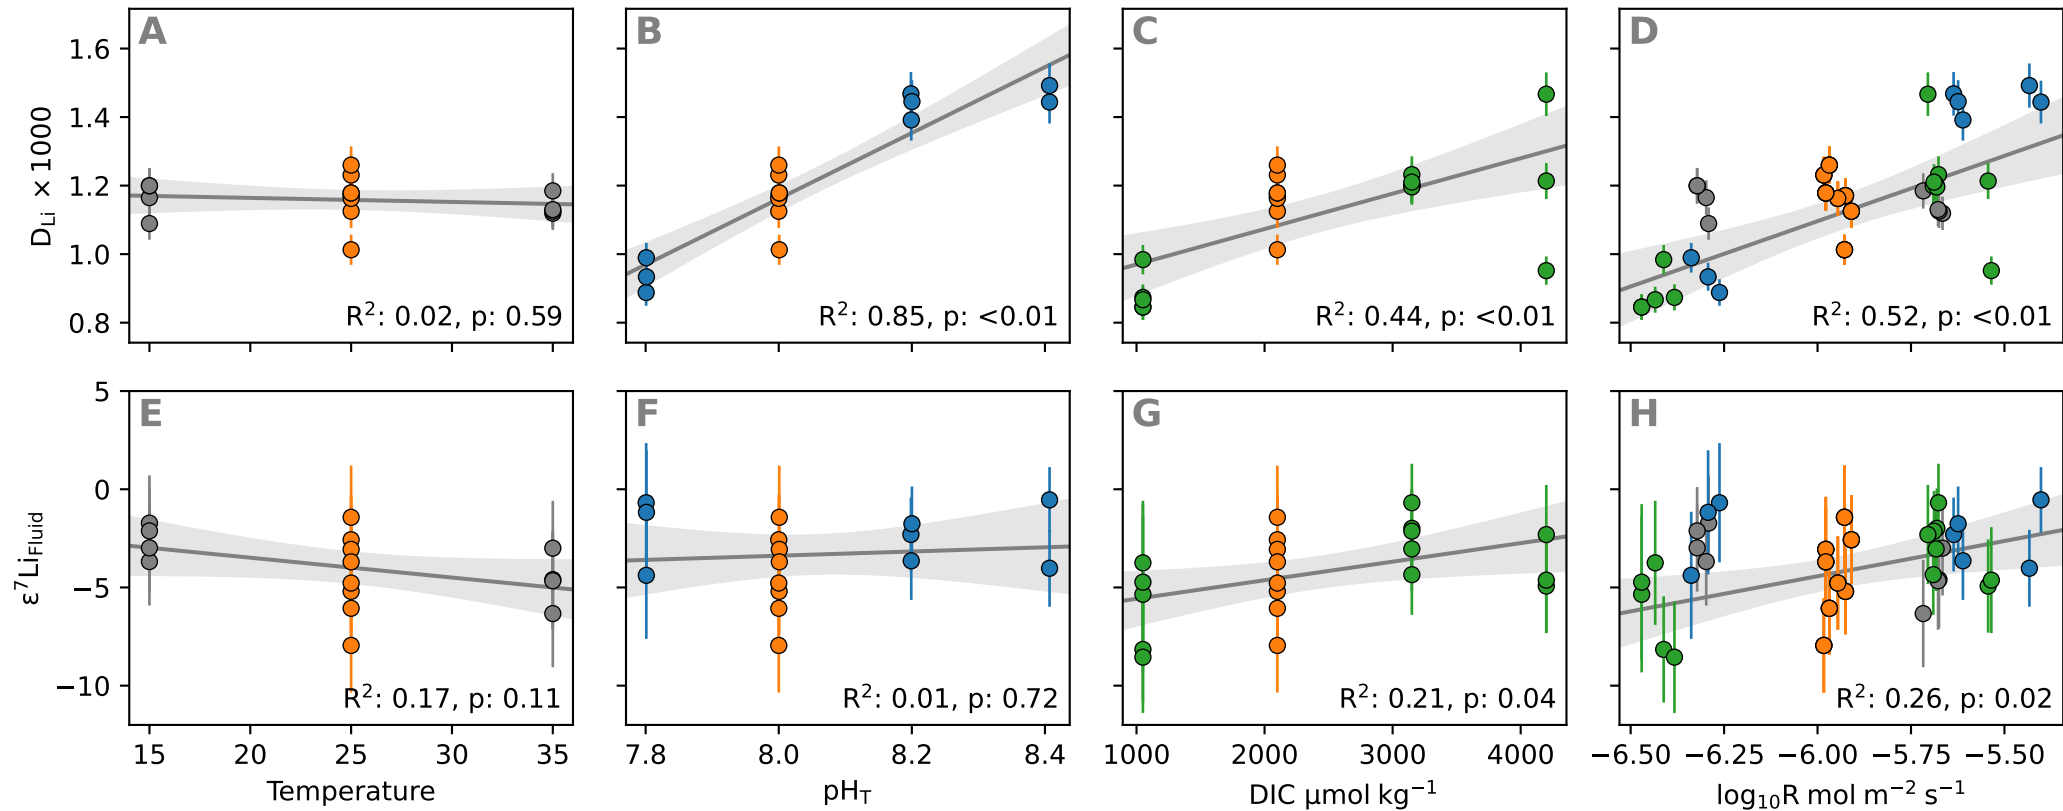 A
B
C
D
1.6
1.4
1.2
1.0
0.8
D_Li × 1000
R²: 0.02, p: 0.59
R²: 0.85, p: <0.01
R²: 0.44, p: <0.01
R²: 0.52, p: <0.01
E
F
G
H
5
0
−5
−10
ε⁷Li_Fluid
R²: 0.17, p: 0.11
R²: 0.01, p: 0.72
R²: 0.21, p: 0.04
R²: 0.26, p: 0.02
15 20 25 30 35
7.8 8.0 8.2 8.4
1000 2000 3000 4000
−6.50 −6.25 −6.00 −5.75 −5.50
Temperature
pH_T
DIC µmol kg⁻¹
log₁₀R mol m⁻² s⁻¹